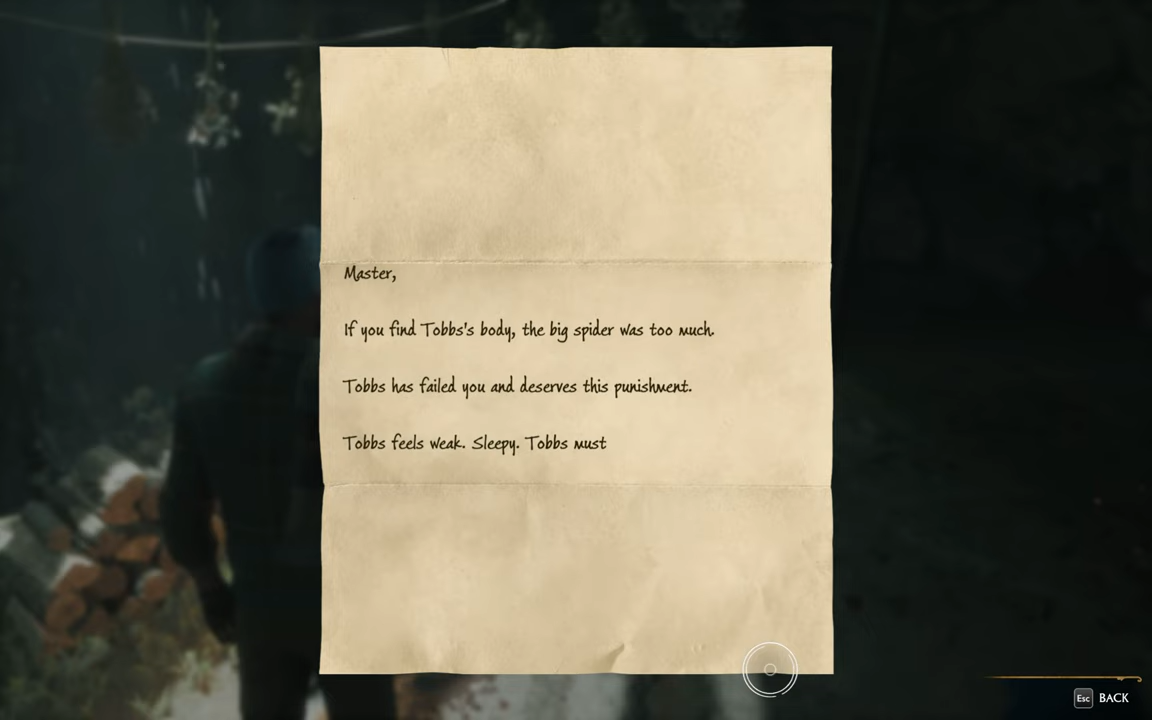 Master,
If you find Tobbs's body, the big spider was too much.
Tobbs has failed you and deserves this punishment.
Tobbs feels weak. Sleepy. Tobbs must
Esc BACK